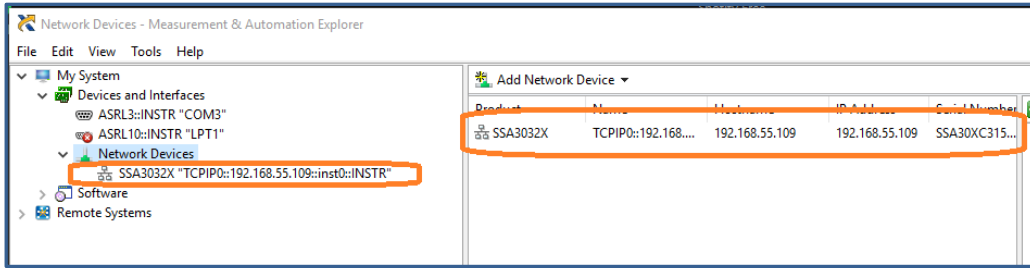 Network Devices - Measurement & Automation Explorer
File Edit View Tools Help
My System
Devices and Interfaces
ASRL3::INSTR "COM3"
ASRL10::INSTR "LPT1"
Network Devices
SSA3032X "TCPIP0::192.168.55.109::inst0::INSTR"
Software
Remote Systems
Add Network Device
Product Name Hostname IP Address Serial Number
SSA3032X TCPIP0::192.168.... 192.168.55.109 192.168.55.109 SSA30XC315...